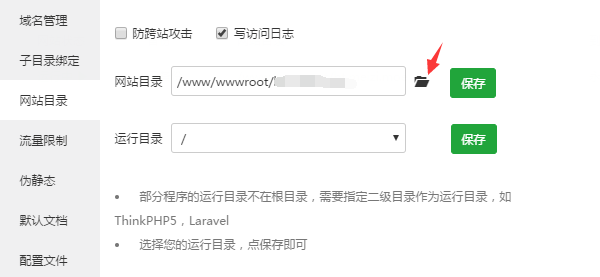 域名管理
子目录绑定
网站目录
流量限制
伪静态
默认文档
配置文件
防跨站攻击 写访问日志
网站目录 /www/wwwroot/ 保存
运行目录 / 保存
部分程序的运行目录不在根目录，需要指定二级目录作为运行目录，如
ThinkPHP5，Laravel
选择您的运行目录，点保存即可